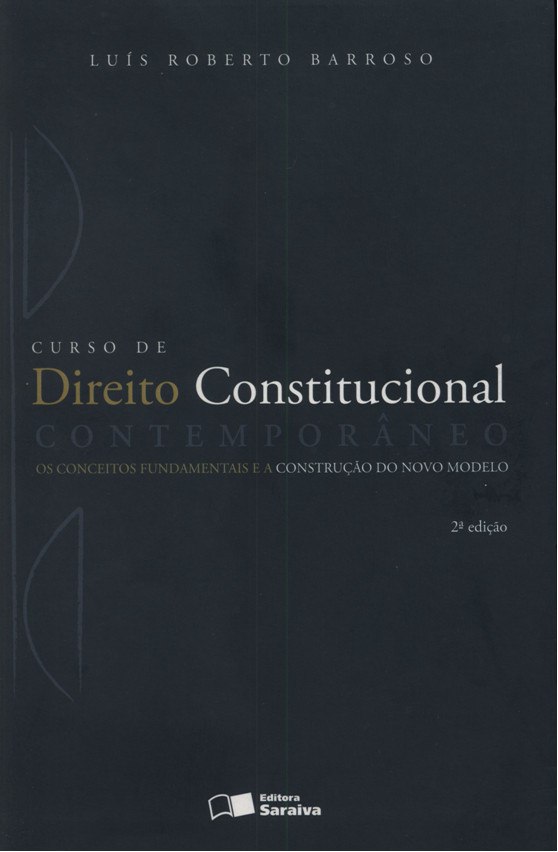 LUÍS ROBERTO BARROSO
CURSO DE
Direito Constitucional
CONTEMPORÂNEO
OS CONCEITOS FUNDAMENTAIS E A CONSTRUÇÃO DO NOVO MODELO
2ª edição
Editora
Saraiva